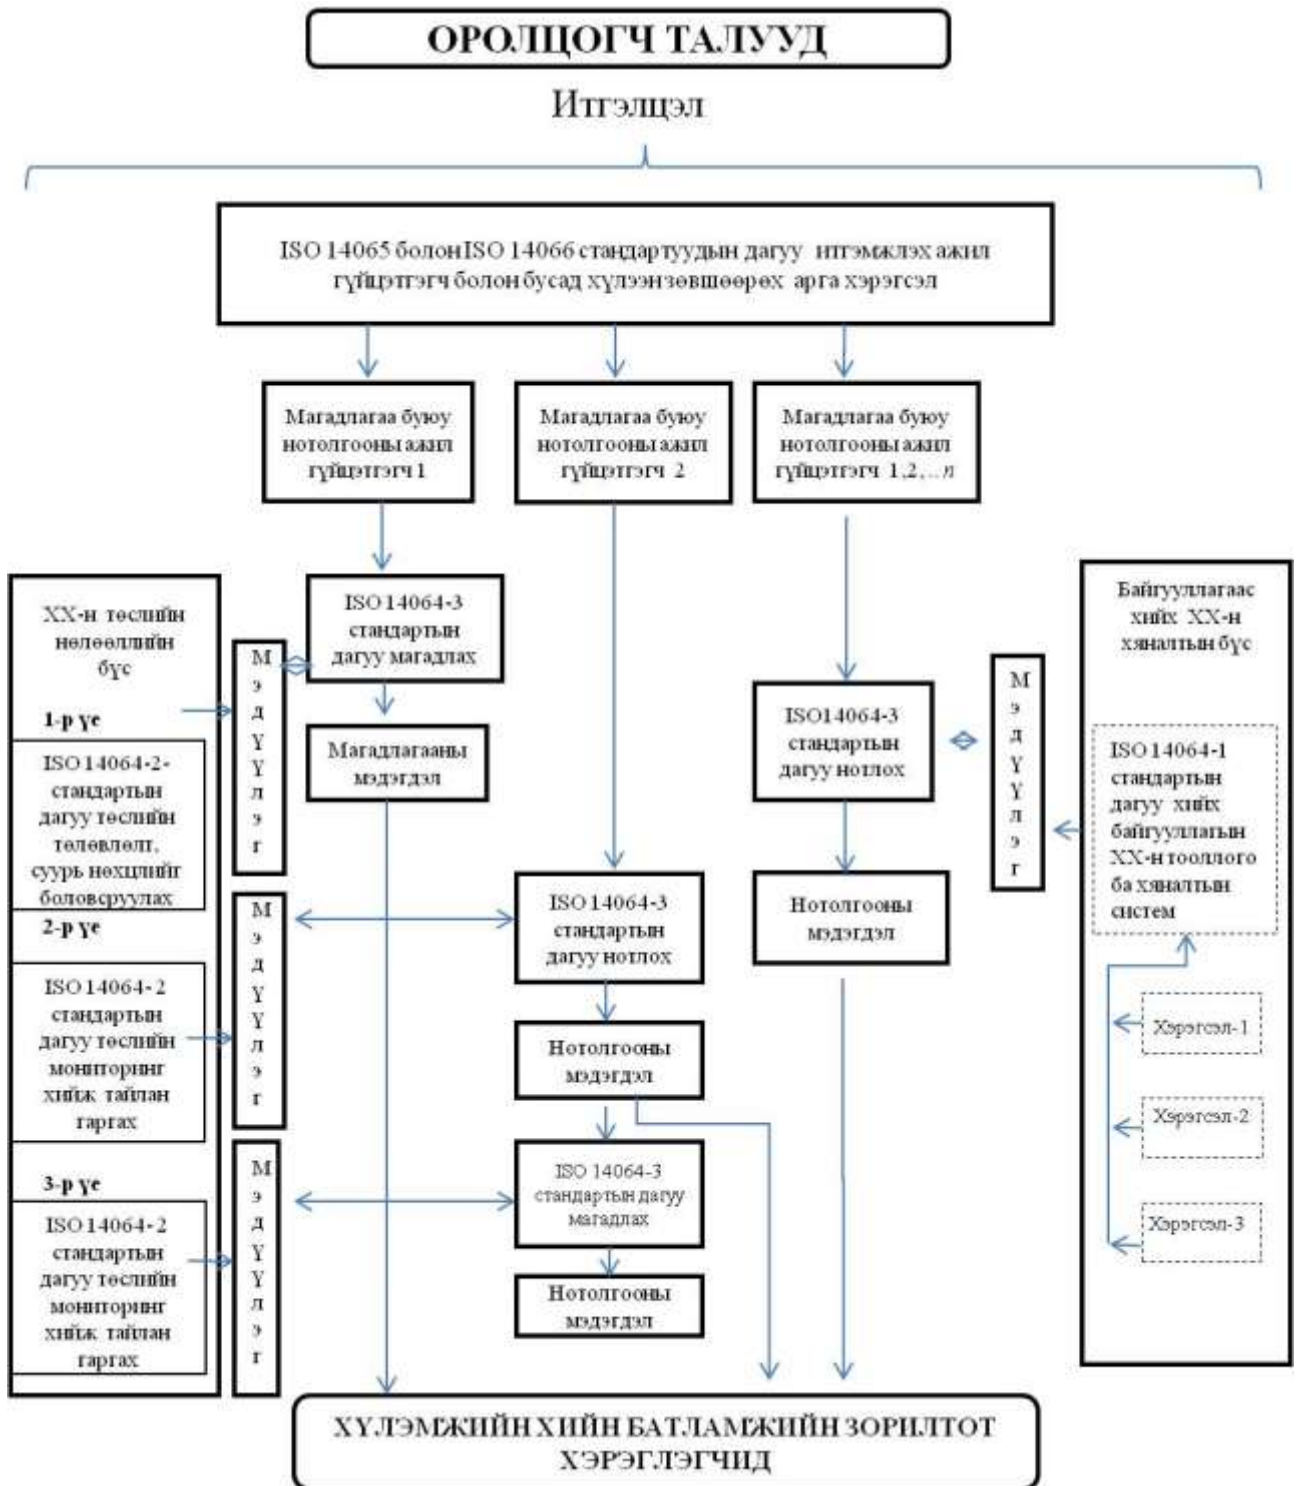 ОРОЛЦОГЧ ТАЛУУД
Итгэлцэл
ISO 14065 болон ISO 14066 стандартуудын дагуу итгэмжлэх ажил
гүйцэтгэгч болон бусад хүлээн зөвшөөрөх арга хэрэгсэл
Магадлагаа буюу
нотолгооны ажил
гүйцэтгэгч 1
Магадлагаа буюу
нотолгооны ажил
гүйцэтгэгч 2
Магадлагаа буюу
нотолгооны ажил
гүйцэтгэгч 1,2,...n
ХХ-н төслийн
нөлөөллийн
бүс
1-р үе
ISO 14064-2-
стандартын
дагуу төслийн
төлөвлөлт,
суурь нөхцлийг
боловсруулах
2-р үе
ISO 14064-2
стандартын
дагуу төслийн
мониторинг
хийж тайлан
гаргах
3-р үе
ISO 14064-2
стандартын
дагуу төслийн
мониторинг
хийж тайлан
гаргах
М
э
д
ү
ү
л
э
г
М
э
д
ү
ү
л
э
г
М
э
д
ү
ү
л
э
г
ISO 14064-3
стандартын
дагуу магадлах
Магадлагааны
мэдэгдэл
ISO 14064-3
стандартын
дагуу нотлох
Нотолгооны
мэдэгдэл
ISO 14064-3
стандартын дагуу
магадлах
Нотолгооны
мэдэгдэл
ISO14064-3
стандартын
дагуу нотлох
Нотолгооны
мэдэгдэл
М
э
д
ү
ү
л
э
г
Байгууллагаас
хийх ХХ-н
хяналтын бүс
ISO 14064-1
стандартын
дагуу хийх
байгууллагын
ХХ-н тооллого
ба хяналтын
систем
Хэрэгсэл-1
Хэрэгсэл-2
Хэрэгсэл-3
ХҮЛЭМЖИЙН ХИЙН БАТЛАМЖИЙН ЗОРИЛТОТ
ХЭРЭГЛЭГЧИД